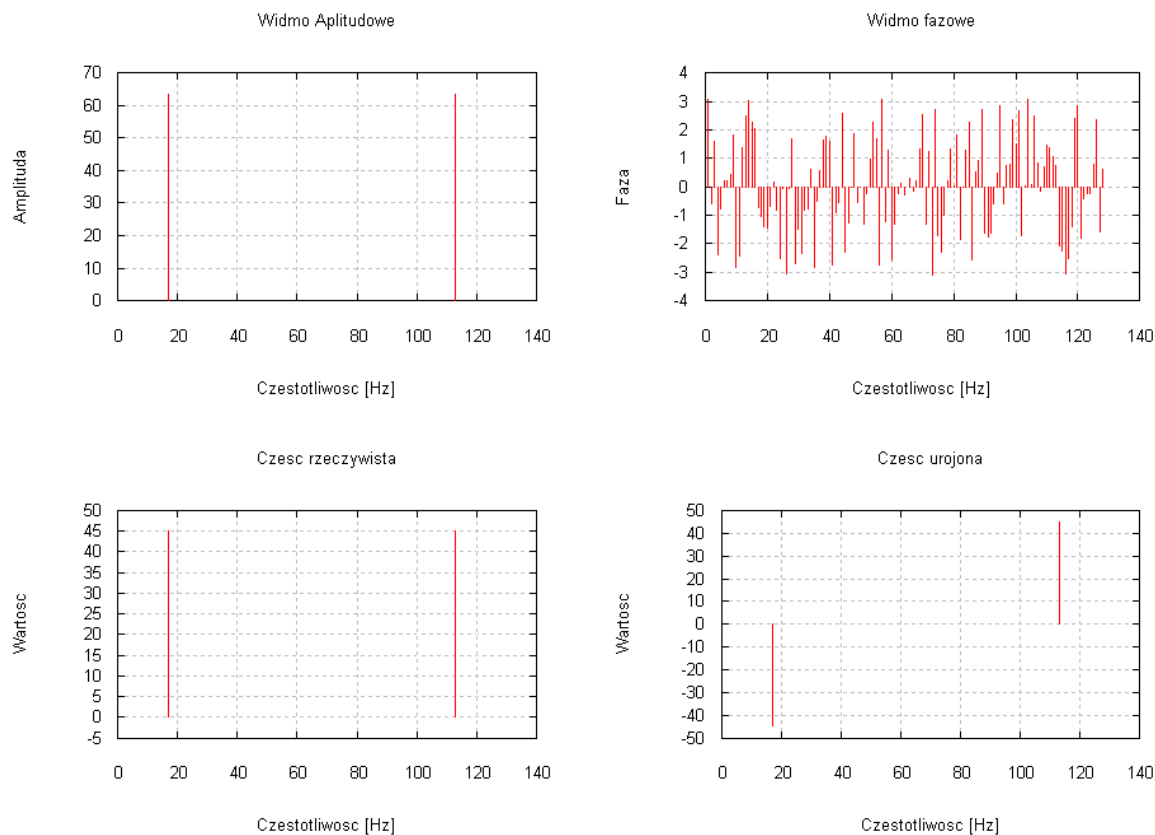 Widmo Aplitudowe
70
60
50
40
30
20
10
0
0 20 40 60 80 100 120 140
Amplituda
Czestotliwosc [Hz]
Widmo fazowe
4
3
2
1
0
-1
-2
-3
-4
0 20 40 60 80 100 120 140
Faza
Czestotliwosc [Hz]
Czesc rzeczywista
50
45
40
35
30
25
20
15
10
5
0
-5
0 20 40 60 80 100 120 140
Wartosc
Czestotliwosc [Hz]
Czesc urojona
50
40
30
20
10
0
-10
-20
-30
-40
-50
0 20 40 60 80 100 120 140
Wartosc
Czestotliwosc [Hz]